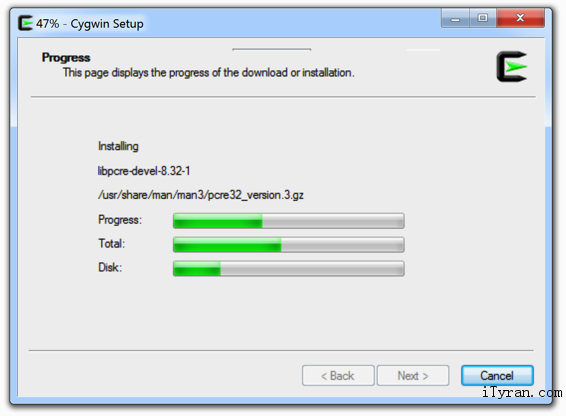 47% - Cygwin Setup
Progress
This page displays the progress of the download or installation.
Installing
libpcre-devel-8.32-1
/usr/share/man/man3/pcre32_version.3.gz
Progress:
Total:
Disk:
< Back
Next >
Cancel
iTyran.com